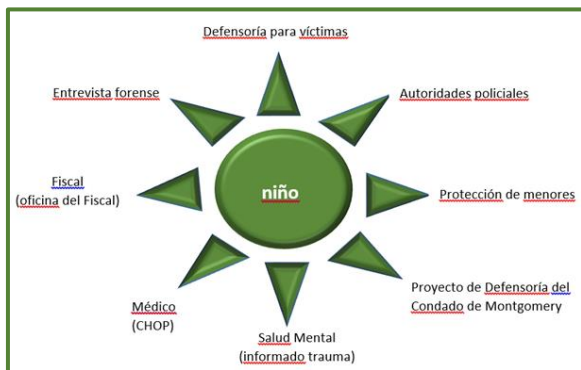 Defensoría para víctimas
Entrevista forense
Autoridades policiales
Fiscal
(oficina del Fiscal)
niño
Protección de menores
Médico
(CHOP)
Salud Mental
(informado trauma)
Proyecto de Defensoría del
Condado de Montgomery